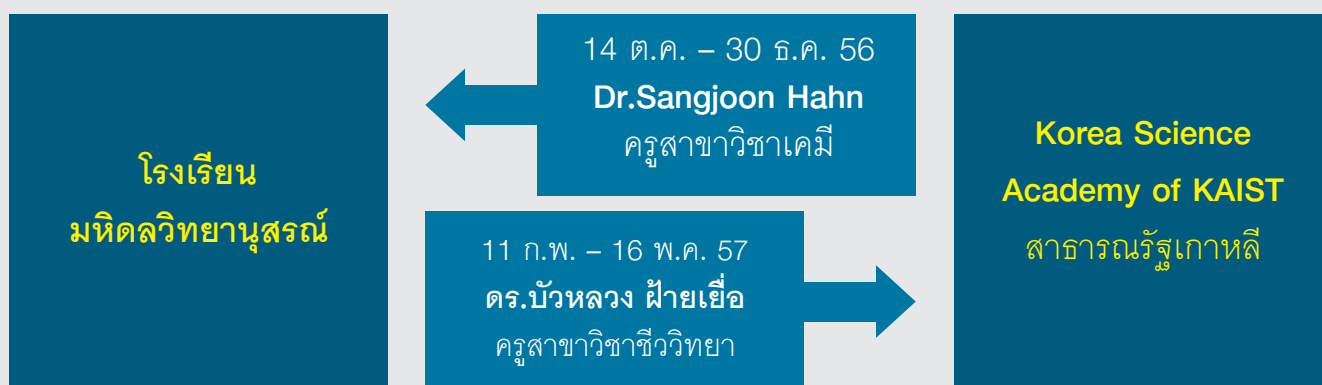 โรงเรียน
มหิดลวิทยานุสรณ์
14 ต.ค. – 30 ธ.ค. 56
Dr.Sangjoon Hahn
ครูสาขาวิชาเคมี
11 ก.พ. – 16 พ.ค. 57
ดร.บัวหลวง ฝ้ายเยื่อ
ครูสาขาวิชาชีววิทยา
Korea Science
Academy of KAIST
สาธารณรัฐเกาหลี